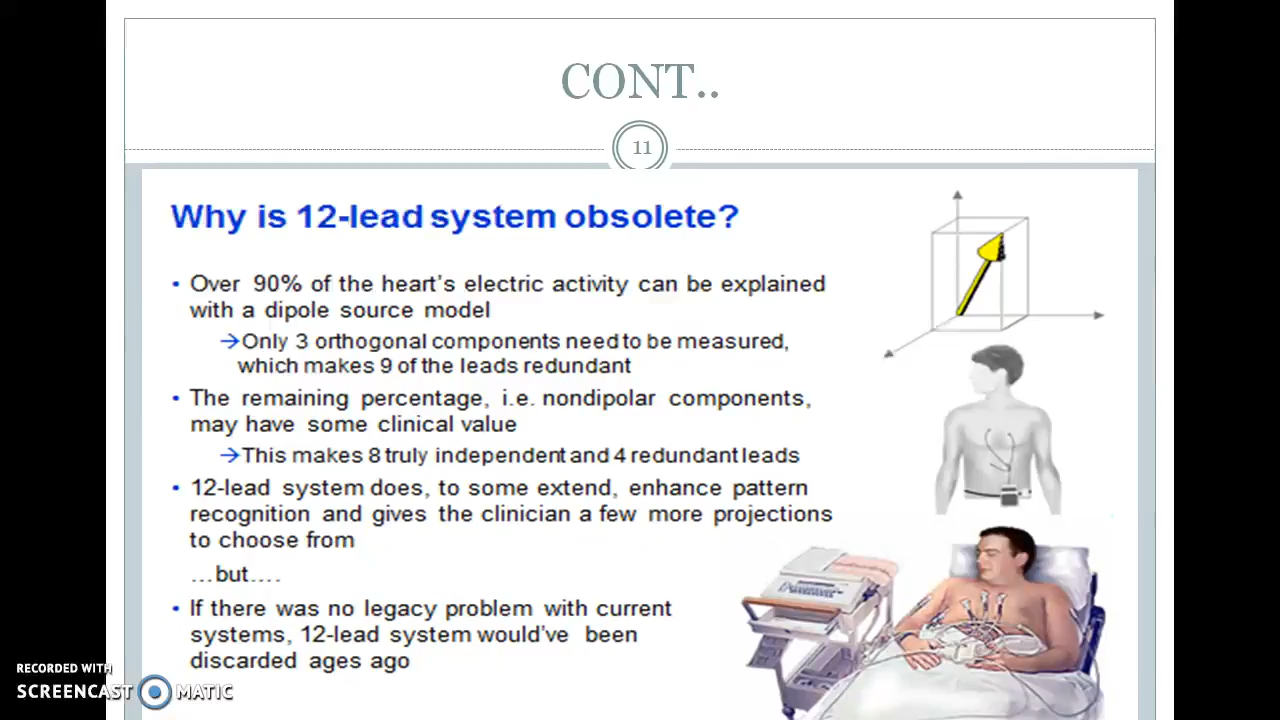 CONT..
11
Why is 12-lead system obsolete?
• Over 90% of the heart's electric activity can be explained
with a dipole source model
→Only 3 orthogonal components need to be measured,
which makes 9 of the leads redundant
• The remaining percentage, i.e. nondipolar components,
may have some clinical value
→This makes 8 truly independent and 4 redundant leads
• 12-lead system does, to some extend, enhance pattern
recognition and gives the clinician a few more projections
to choose from
…but….
• If there was no legacy problem with current
systems, 12-lead system would've been
discarded ages ago
RECORDED WITH
SCREENCAST MATIC